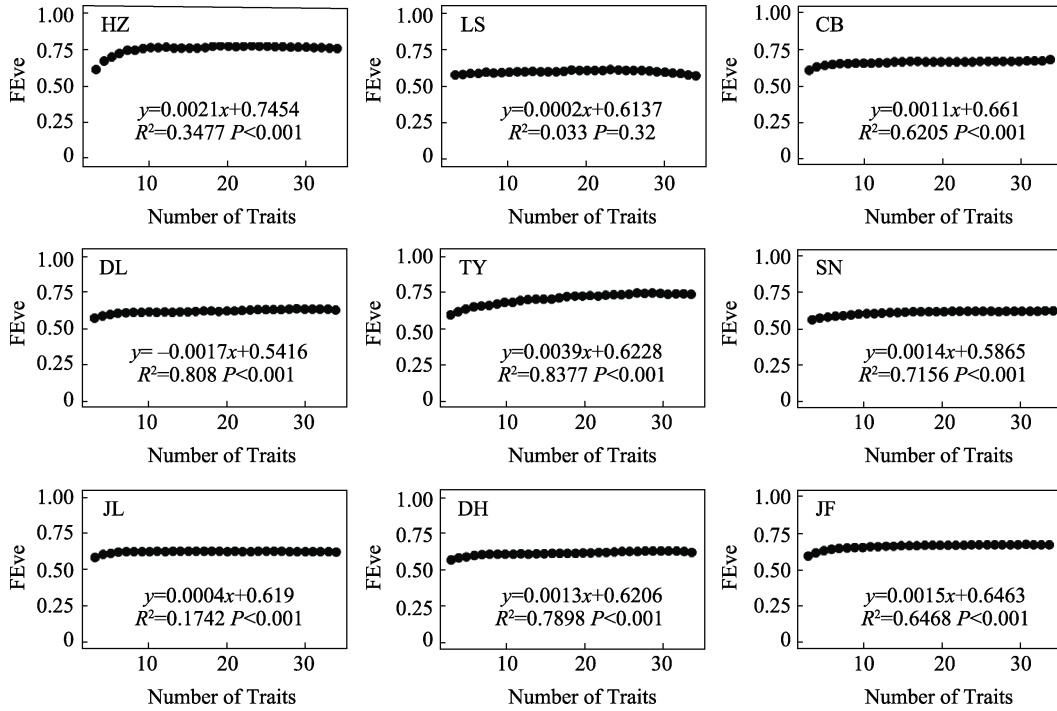 HZ
1.00
0.75
0.50
0.25
0
FEve
y=0.0021x+0.7454
R²=0.3477 P<0.001
10 20 30
Number of Traits
LS
1.00
0.75
0.50
0.25
0
FEve
y=0.0002x+0.6137
R²=0.033 P=0.32
10 20 30
Number of Traits
CB
1.00
0.75
0.50
0.25
0
FEve
y=0.0011x+0.661
R²=0.6205 P<0.001
10 20 30
Number of Traits
DL
1.00
0.75
0.50
0.25
0
FEve
y= –0.0017x+0.5416
R²=0.808 P<0.001
10 20 30
Number of Traits
TY
1.00
0.75
0.50
0.25
0
FEve
y=0.0039x+0.6228
R²=0.8377 P<0.001
10 20 30
Number of Traits
SN
1.00
0.75
0.50
0.25
0
FEve
y=0.0014x+0.5865
R²=0.7156 P<0.001
10 20 30
Number of Traits
JL
1.00
0.75
0.50
0.25
0
FEve
y=0.0004x+0.619
R²=0.1742 P<0.001
10 20 30
Number of Traits
DH
1.00
0.75
0.50
0.25
0
FEve
y=0.0013x+0.6206
R²=0.7898 P<0.001
10 20 30
Number of Traits
JF
1.00
0.75
0.50
0.25
0
FEve
y=0.0015x+0.6463
R²=0.6468 P<0.001
10 20 30
Number of Traits